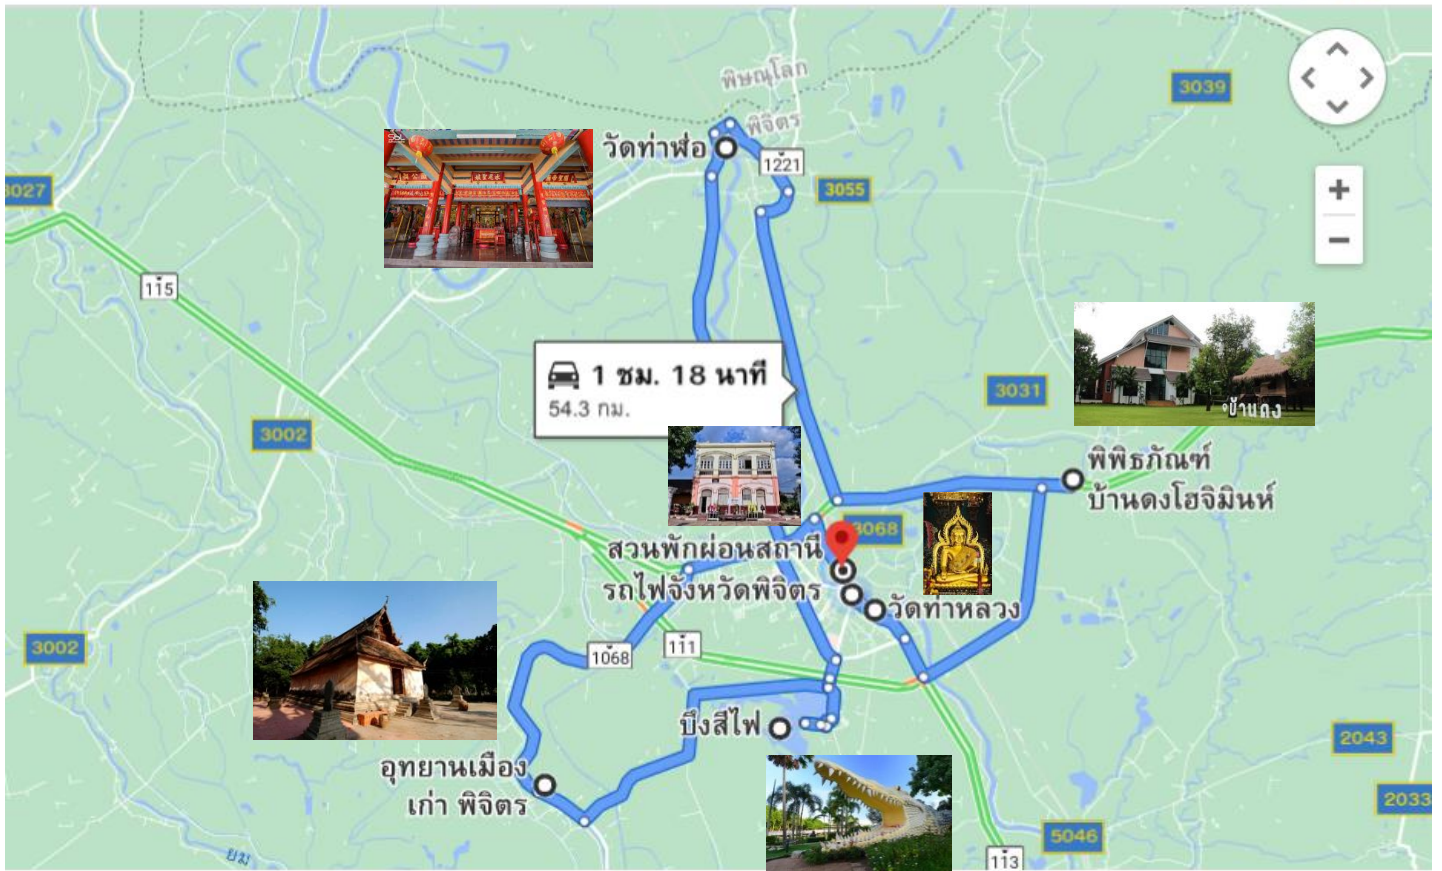 พิษณุโลก
พิจิตร
3039
วัดท่าฬ่อ
1221
3055
3027
115
1 ชม. 18 นาที
54.3 กม.
3031
บ้านดง
3002
พิพิธภัณฑ์
บ้านดงโฮจิมินห์
3068
สวนพักผ่อนสถานี
รถไฟจังหวัดพิจิตร
วัดท่าหลวง
3002
1068
111
บึงสีไฟ
2043
อุทยานเมือง
เก่า พิจิตร
2033
5046
ยม
113